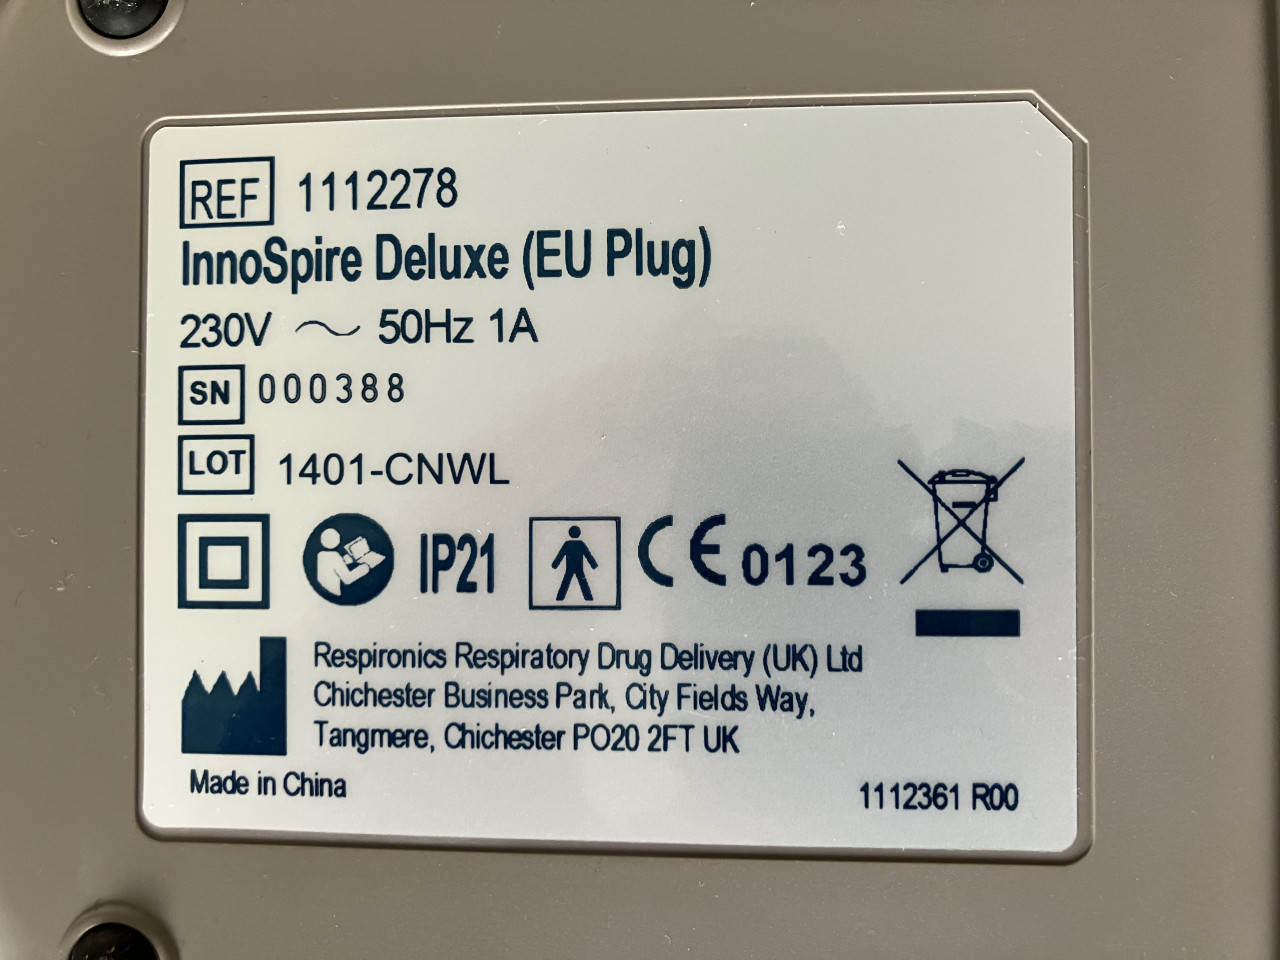 REF 1112278
InnoSpire Deluxe (EU Plug)
230V ~ 50Hz 1A
SN 000388
LOT 1401-CNWL
IP21 CE 0123
Respironics Respiratory Drug Delivery (UK) Ltd
Chichester Business Park, City Fields Way,
Tangmere, Chichester PO20 2FT UK
Made in China 1112361 R00